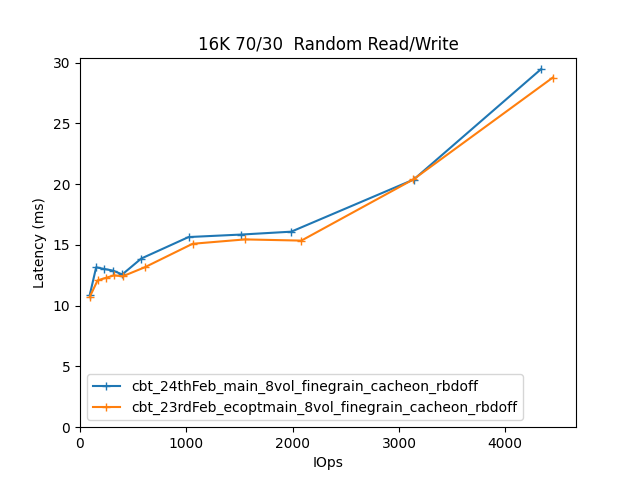 16K 70/30  Random Read/Write
30
25
20
15
10
5
0
Latency (ms)
cbt_24thFeb_main_8vol_finegrain_cacheon_rbdoff
cbt_23rdFeb_ecoptmain_8vol_finegrain_cacheon_rbdoff
0 1000 2000 3000 4000
IOps